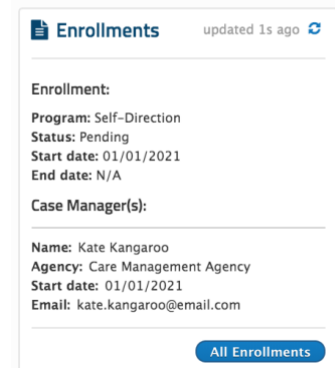 Enrollments
updated 1s ago
Enrollment:
Program: Self-Direction
Status: Pending
Start date: 01/01/2021
End date: N/A
Case Manager(s):
Name: Kate Kangaroo
Agency: Care Management Agency
Start date: 01/01/2021
Email: kate.kangaroo@email.com
All Enrollments